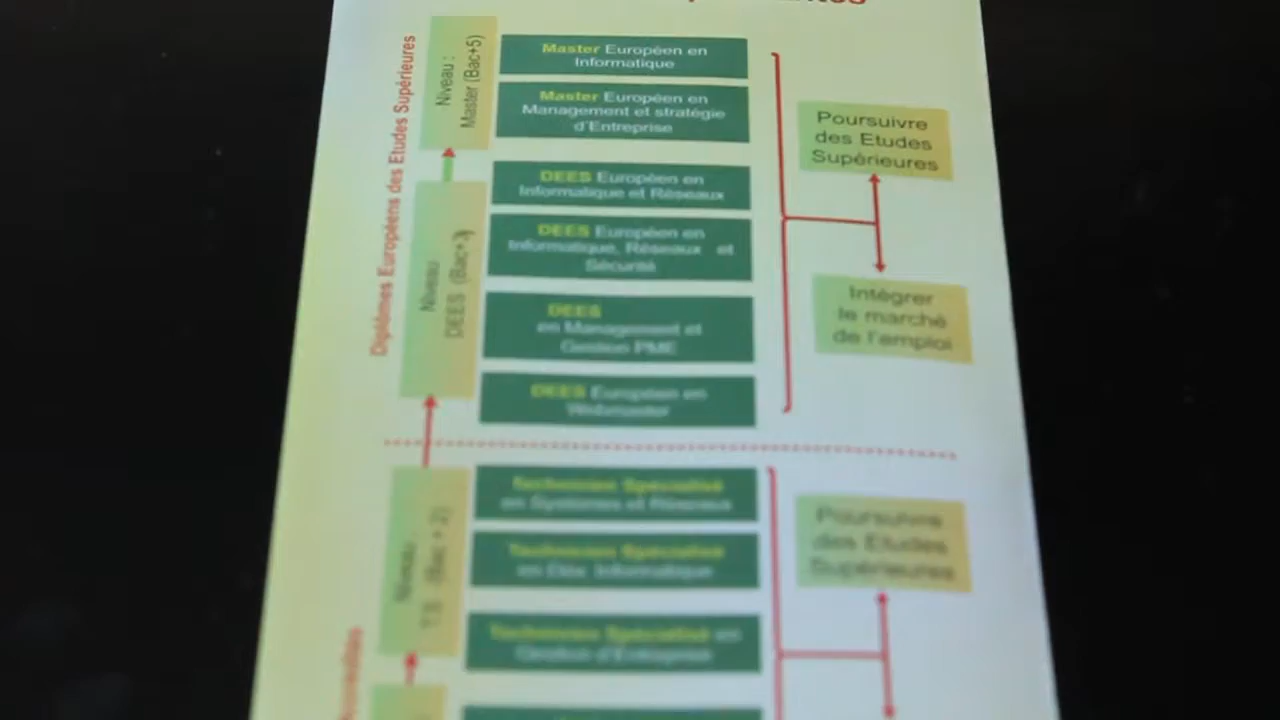 Diplômes Européens des Etudes Supérieures
Niveau :
Master (Bac+5)
Master Européen en
Informatique
Master Européen en
Management et stratégie
d'Entreprise
Poursuivre
des Etudes
Supérieures
Niveau
DEES (Bac+3)
DEES Européen en
Informatique et Réseaux
DEES Européen en
Informatique, Réseaux et
Sécurité
DEES
en Management et
Gestion PME
DEES Européen en
Webmaster
Intégrer
le marché
de l'emploi
Niveau
T.S (Bac + 2)
Technicien Spécialisé
en Systèmes et Réseaux
Technicien Spécialisé
en Dév Informatique
Technicien Spécialisé en
Gestion d'Entreprise
Poursuivre
des Etudes
Supérieures